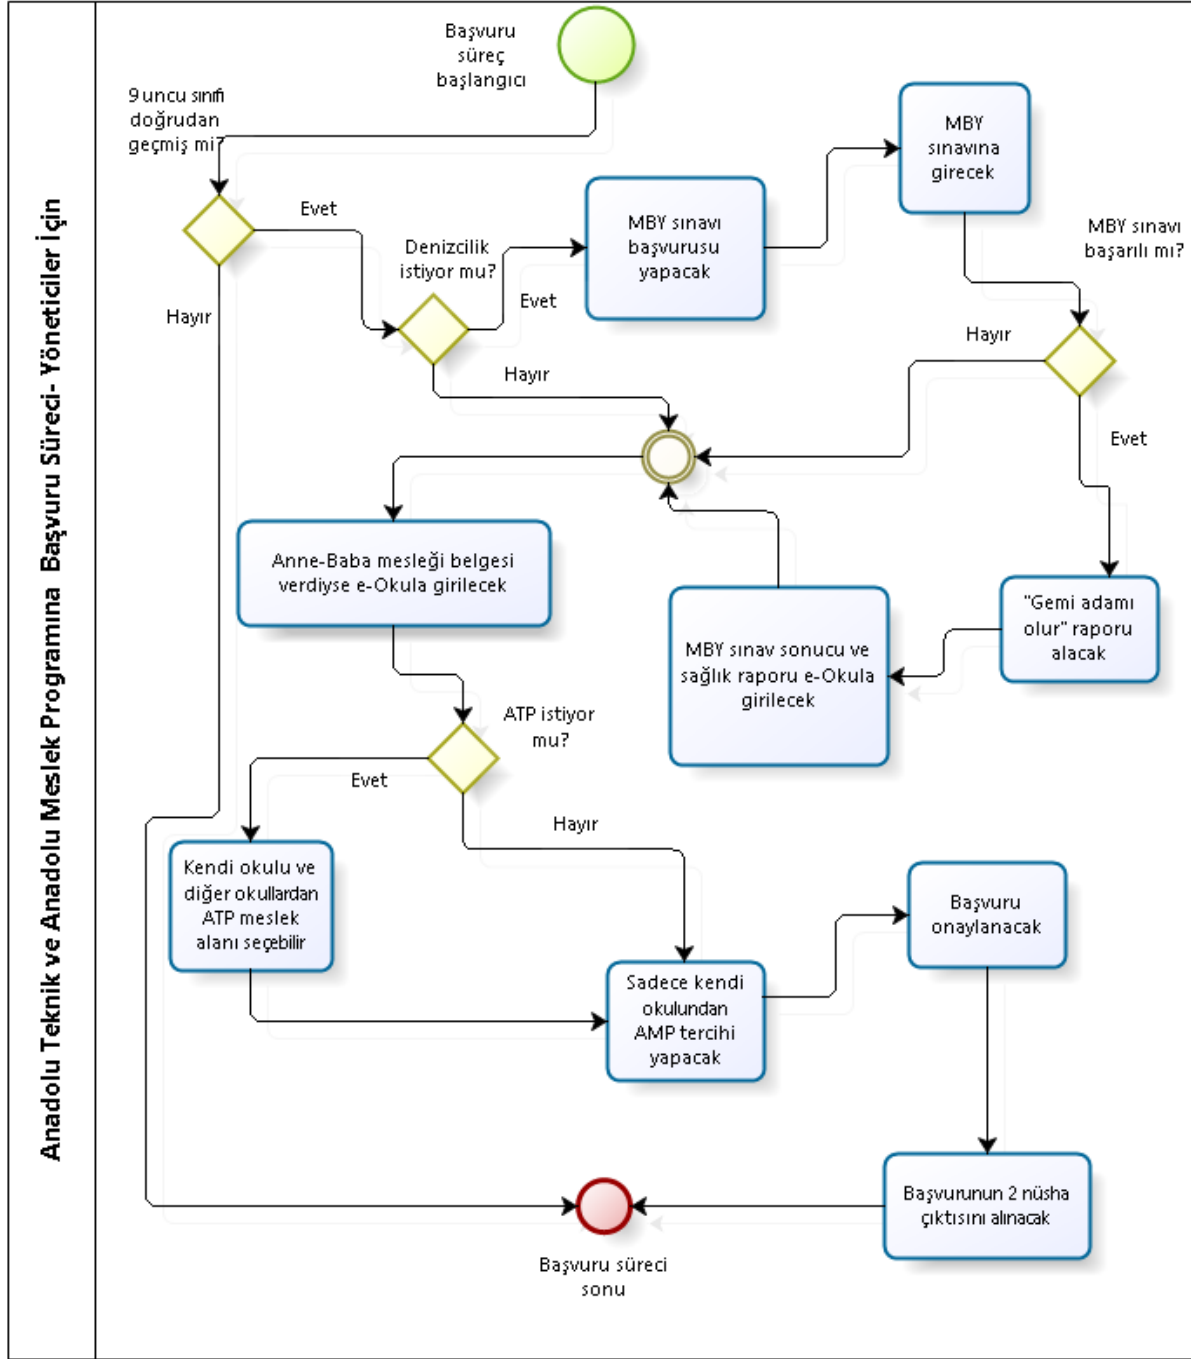 Anadolu Teknik ve Anadolu Meslek Programına Başvuru Süreci- Yöneticiler İçin
Başvuru
süreç
başlangıcı
9 uncu sınıfı
doğrudan
geçmiş mi?
Evet
Hayır
Denizcilik
istiyor mu?
Evet
Hayır
MBY sınavı
başvurusu
yapacak
MBY
sınavına
girecek
MBY sınavı
başarılı mı?
Hayır
Evet
"Gemi adamı
olur" raporu
alacak
MBY sınav sonucu ve
sağlık raporu e-Okula
girilecek
Anne-Baba mesleği belgesi
verdiyse e-Okula girilecek
ATP istiyor
mu?
Evet
Hayır
Kendi okulu ve
diğer okullardan
ATP meslek
alanı seçebilir
Sadece kendi
okulundan
AMP tercihi
yapacak
Başvuru
onaylanacak
Başvurunun 2 nüsha
çıktısını alınacak
Başvuru süreci
sonu